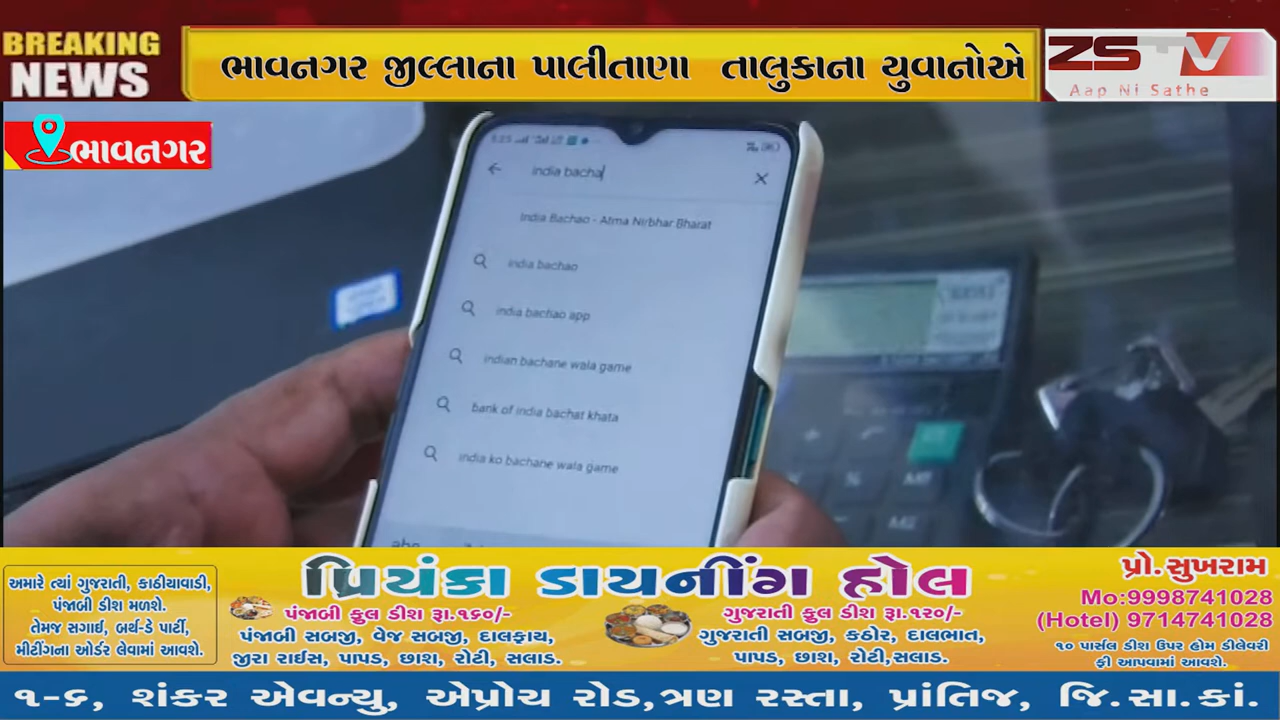 BREAKING
NEWS
ભાવનગર જીલ્લાના પાલીતાણા તાલુકાના યુવાનોએ
ZSTV
Aap Ni Sathe
ભાવનગર
india bacha
India Bachao - Atma Nirbhar Bharat
india bachao
india bachao app
indian bachane wala game
bank of india bachat khata
india ko bachane wala game
પ્રિયંકા ડાયનીંગ હોલ
અમારે ત્યાં ગુજરાતી, કાઠીયાવાડી,
પંજાબી ડીશ મળશે.
તેમજ સગાઈ, બર્થ-ડે પાર્ટી,
મીટીંગના ઓર્ડર લેવામાં આવશે.
પંજાબી ફુલ ડીશ રૂા.૧૬૦/-
પંજાબી સબજી, વેજ સબજી, દાલફ્રાય,
જીરા રાઈસ, પાપડ, છાશ, રોટી, સલાડ.
ગુજરાતી ફુલ ડીશ રૂા.૧૨૦/-
ગુજરાતી સબજી, કઠોર, દાલભાત,
પાપડ, છાશ, રોટી,સલાડ.
પ્રો.સુખરામ
Mo:9998741028
(Hotel) 9714741028
૧૦ પાર્સલ ડીશ ઉપર હોમ ડીલેવરી
ફ્રી આપવામાં આવશે.
૧-૬, શંકર એવન્યુ, એપ્રોચ રોડ,ત્રણ રસ્તા, પ્રાંતિજ, જિ.સા.કાં.